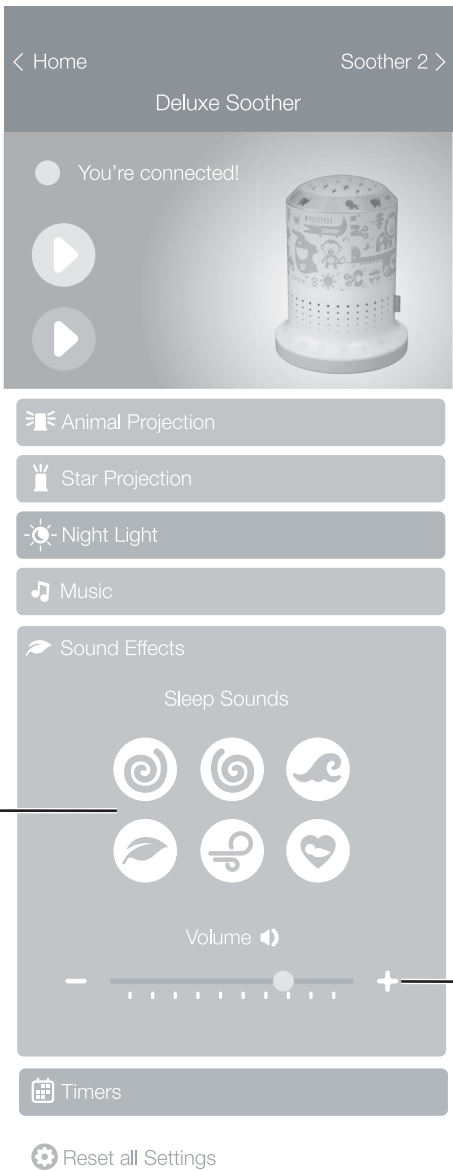 Home
Soother 2
Deluxe Soother
You're connected!
Animal Projection
Star Projection
Night Light
Music
Sound Effects
Sleep Sounds
Volume
Timers
Reset all Settings